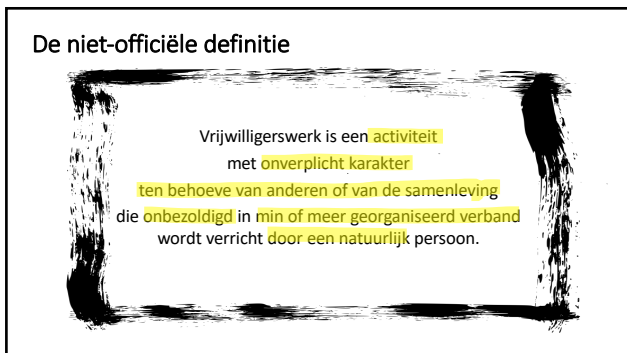 De niet-officiële definitie
Vrijwilligerswerk is een activiteit
met onverplicht karakter
ten behoeve van anderen of van de samenleving
die onbezoldigd in min of meer georganiseerd verband
wordt verricht door een natuurlijk persoon.